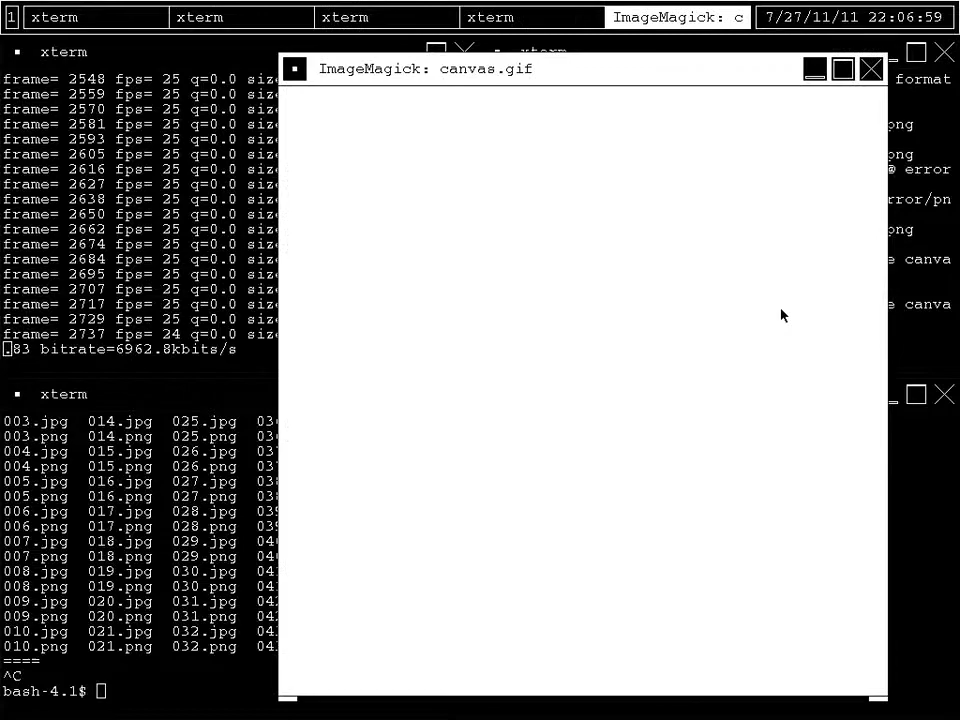 1 xterm xterm xterm xterm ImageMagick: c 7/27/11/11 22:06:59
xterm
xterm
ImageMagick: canvas.gif
frame= 2548 fps= 25 q=0.0 size
frame= 2559 fps= 25 q=0.0 siz
frame= 2570 fps= 25 q=0.0 siz
frame= 2581 fps= 25 q=0.0 siz
frame= 2593 fps= 25 q=0.0 siz
frame= 2605 fps= 25 q=0.0 siz
frame= 2616 fps= 25 q=0.0 siz
frame= 2627 fps= 25 q=0.0 siz
frame= 2638 fps= 25 q=0.0 siz
frame= 2650 fps= 25 q=0.0 siz
frame= 2662 fps= 25 q=0.0 siz
frame= 2674 fps= 25 q=0.0 siz
frame= 2684 fps= 25 q=0.0 siz
frame= 2695 fps= 25 q=0.0 siz
frame= 2707 fps= 25 q=0.0 siz
frame= 2717 fps= 25 q=0.0 siz
frame= 2729 fps= 25 q=0.0 siz
frame= 2737 fps= 24 q=0.0 siz
.83 bitrate=6962.8kbits/s
format
png
png
@ error
rror/pn
png
e canva
e canva
xterm
003.jpg 014.jpg 025.jpg 03
003.png 014.png 025.png 03
004.jpg 015.jpg 026.jpg 03
004.png 015.png 026.png 03
005.jpg 016.jpg 027.jpg 03
005.png 016.png 027.png 03
006.jpg 017.jpg 028.jpg 03
006.png 017.png 028.png 03
007.jpg 018.jpg 029.jpg 04
007.png 018.png 029.png 04
008.jpg 019.jpg 030.jpg 04
008.png 019.png 030.png 04
009.jpg 020.jpg 031.jpg 04
009.png 020.png 031.png 04
010.jpg 021.jpg 032.jpg 04
010.png 021.png 032.png 04
====
^C
bash-4.1$